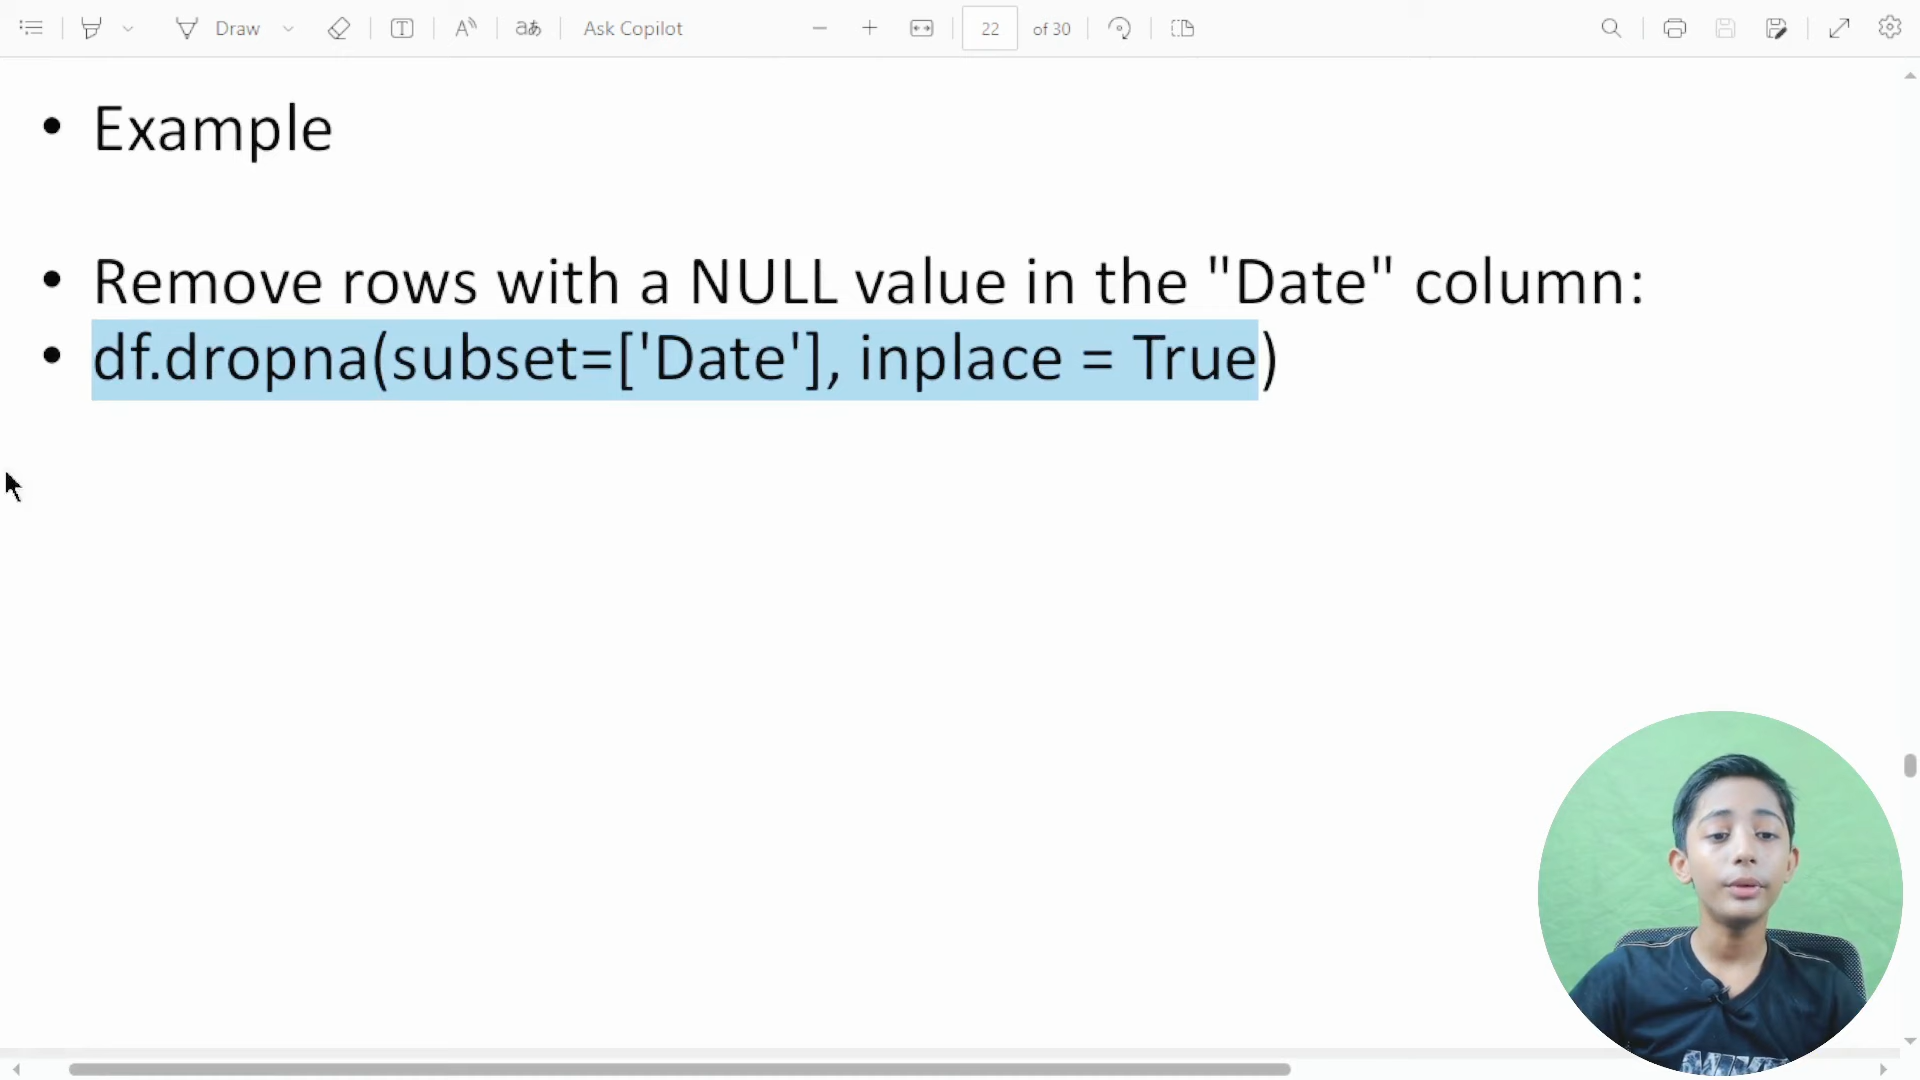 Draw
Ask Copilot
22 of 30
• Example
• Remove rows with a NULL value in the "Date" column:
• df.dropna(subset=['Date'], inplace = True)